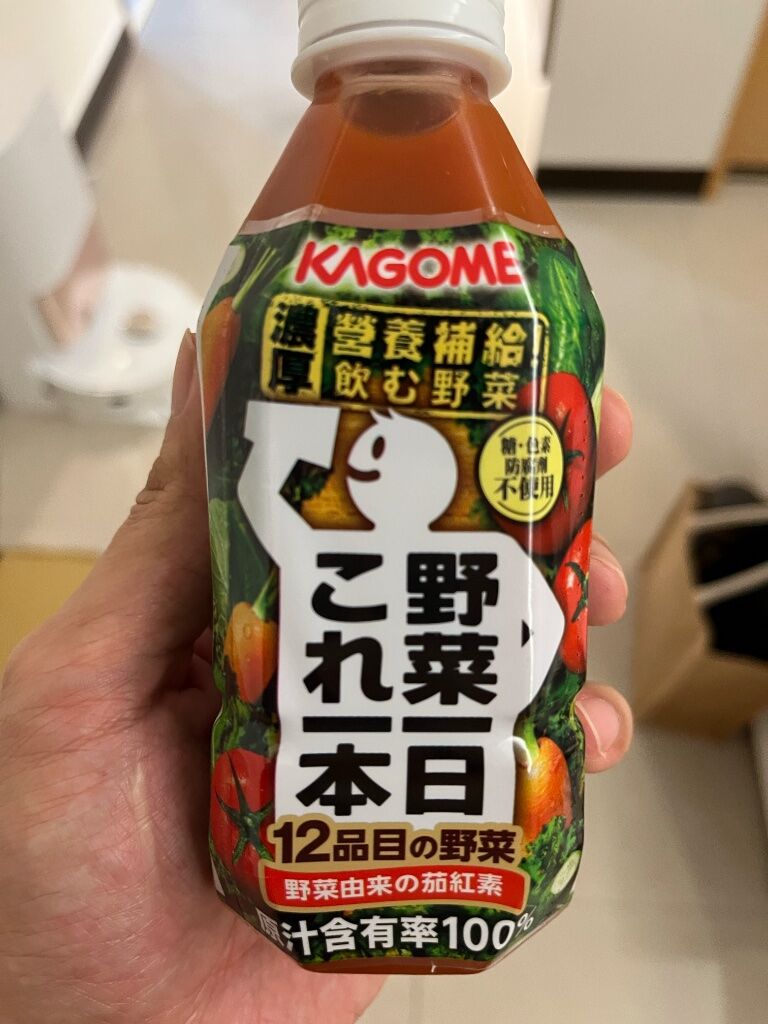 KAGOME
濃厚
營養補給!
飲む野菜
糖・色素
防腐劑
不使用
野菜一日
これ一本
12品目の野菜
野菜由来の茄紅素
原汁含有率100%